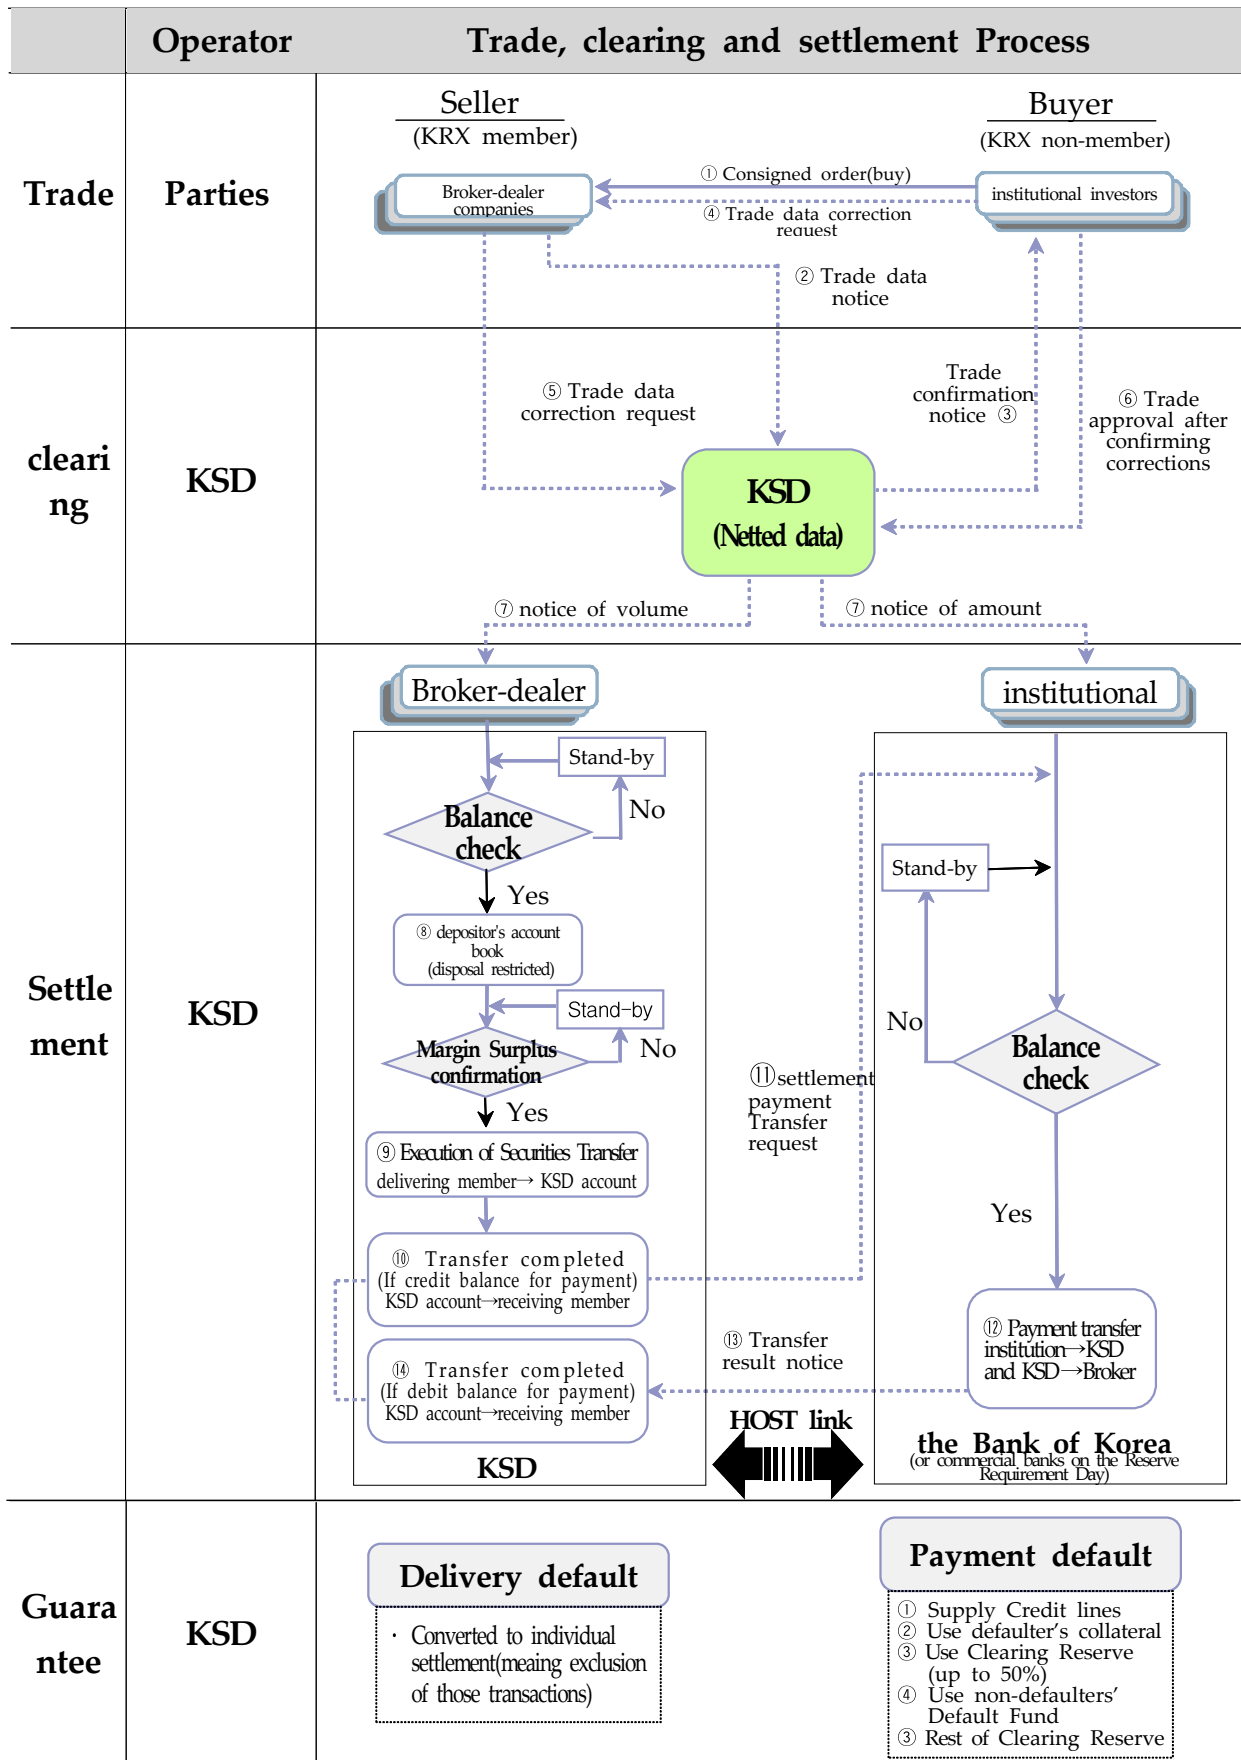 Operator
Trade, clearing and settlement Process
Trade
Parties
Seller
(KRX member)
Buyer
(KRX non-member)
Broker-dealer
companies
① Consigned order(buy)
institutional investors
④ Trade data correction
request
② Trade data
notice
cleari
ng
KSD
⑤ Trade data
correction request
Trade
confirmation
notice ③
⑥ Trade
approval after
confirming
corrections
KSD
(Netted data)
⑦ notice of volume
⑦ notice of amount
Settle
ment
KSD
Broker-dealer
Stand-by
No
Balance
check
Yes
⑧ depositor's account
book
(disposal restricted)
Stand-by
No
Margin Surplus
confirmation
Yes
⑨ Execution of Securities Transfer
delivering member→ KSD account
⑩ Transfer completed
(If credit balance for payment)
KSD account→receiving member
⑭ Transfer completed
(If debit balance for payment)
KSD account→receiving member
KSD
⑪settlement
payment
Transfer
request
⑬ Transfer
result notice
HOST link
institutional
Stand-by
No
Balance
check
Yes
⑫ Payment transfer
institution→KSD
and KSD→Broker
the Bank of Korea
(or commercial banks on the Reserve
Requirement Day)
Guara
ntee
KSD
Delivery default
· Converted to individual
settlement(meaing exclusion
of those transactions)
Payment default
① Supply Credit lines
② Use defaulter's collateral
③ Use Clearing Reserve
(up to 50%)
④ Use non-defaulters’
Default Fund
③ Rest of Clearing Reserve